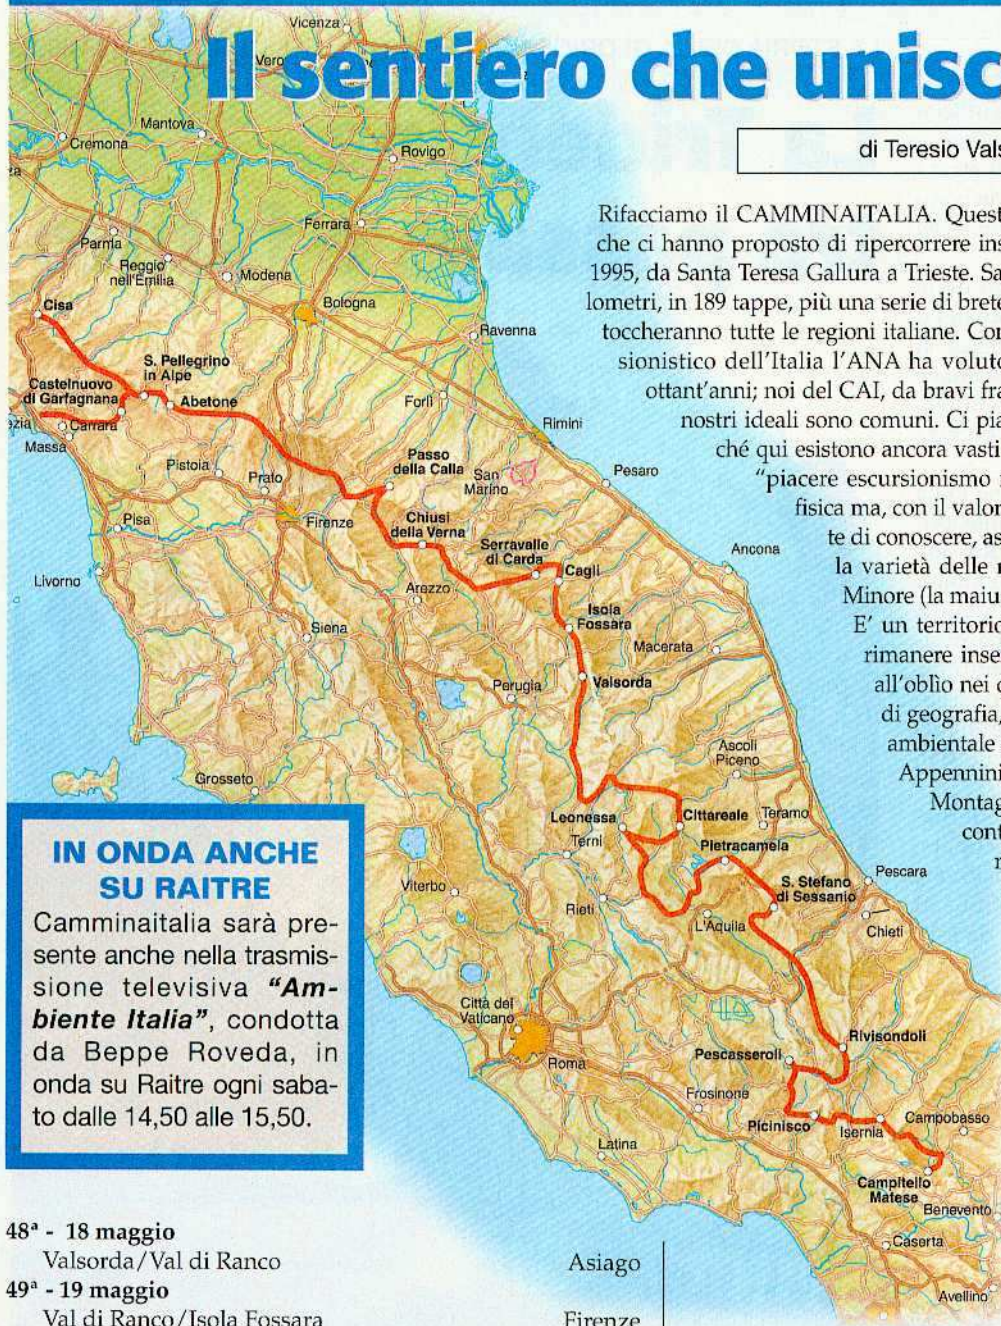 Il sentiero che unisc
di Teresio Vals
Rifacciamo il CAMMINAITALIA. Quest
che ci hanno proposto di ripercorrere ins
1995, da Santa Teresa Gallura a Trieste. Sa
lometri, in 189 tappe, più una serie di brete
toccheranno tutte le regioni italiane. Con
sionistico dell'Italia l'ANA ha voluto
ottant'anni; noi del CAI, da bravi fra
nostri ideali sono comuni. Ci pia
ché qui esistono ancora vasti
"piacere escursionismo
fisica ma, con il valor
te di conoscere, as
la varietà delle
Minore (la maiu
E' un territorio
rimanere inse
all'oblìo nei
di geografia,
ambientale
Appennini
Montag
cont
Vicenza
Vero
Mantova
Cremona
za
Rovigo
Ferrara
Parma
Reggio
nell'Emilia
Modena
Bologna
Ravenna
Cisa
S. Pellegrino
in Alpe
Castelnuovo
di Garfagnana
Abetone
ezia
Carrara
Massa
Forlì
Rimini
Pistoia
Prato
Passo
della Calla
San
Marino
Pesaro
Pisa
Firenze
Chiusi
della Verna
Serravalle
di Carda
Cagli
Ancona
Livorno
Arezzo
Isola
Fossara
Siena
Macerata
Perugia
Valsorda
Ascoli
Piceno
Grosseto
Leonessa
Cittareale
Teramo
Terni
Pietracamela
Viterbo
S. Stefano
di Sessanio
Pescara
Rieti
L'Aquila
Chieti
Città del
Vaticano
Roma
Rivisondoli
Pescasseroli
Frosinone
Picinisco
Isernia
Campobasso
Latina
Campitello
Matese
Benevento
Caserta
Avellino
IN ONDA ANCHE
SU RAITRE
Camminaitalia sarà pre-
sente anche nella trasmis-
sione televisiva "Am-
biente Italia", condotta
da Beppe Roveda, in
onda su Raitre ogni saba-
to dalle 14,50 alle 15,50.
48ª - 18 maggio
Valsorda/Val di Ranco
49ª - 19 maggio
Val di Ranco/Isola Fossara
Asiago
Firenze